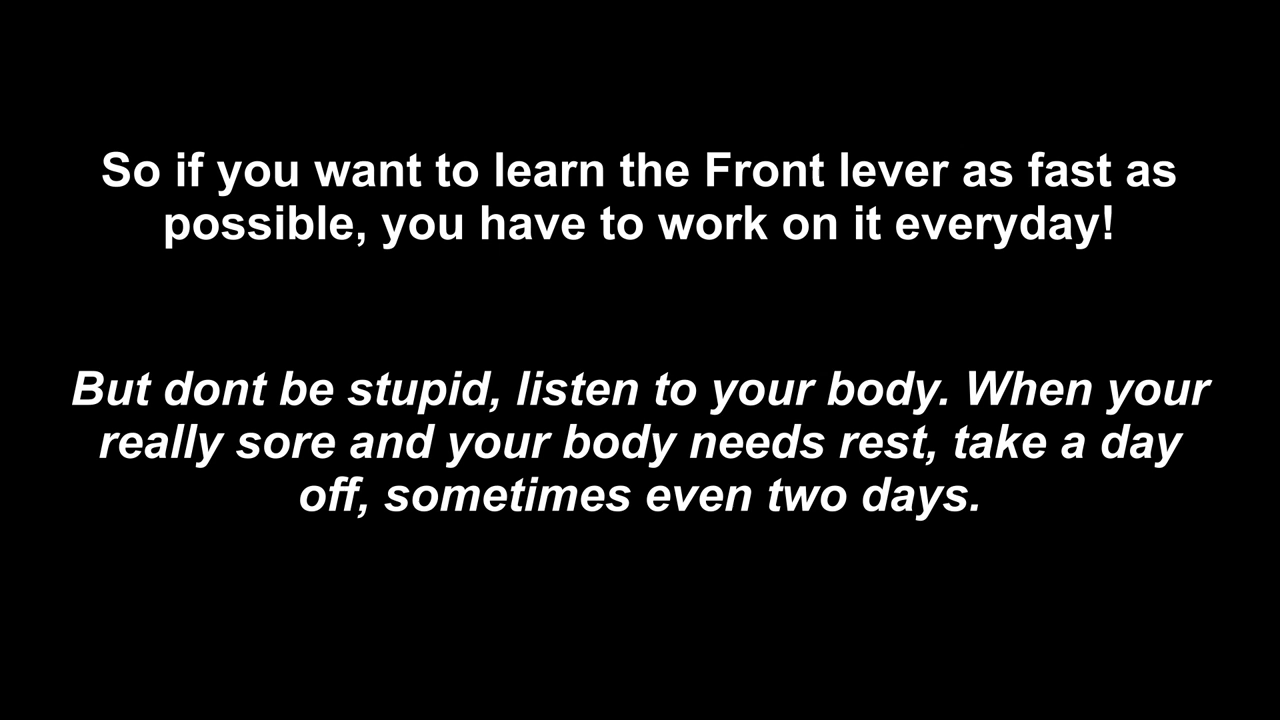 So if you want to learn the Front lever as fast as
possible, you have to work on it everyday!
But dont be stupid, listen to your body. When your
really sore and your body needs rest, take a day
off, sometimes even two days.